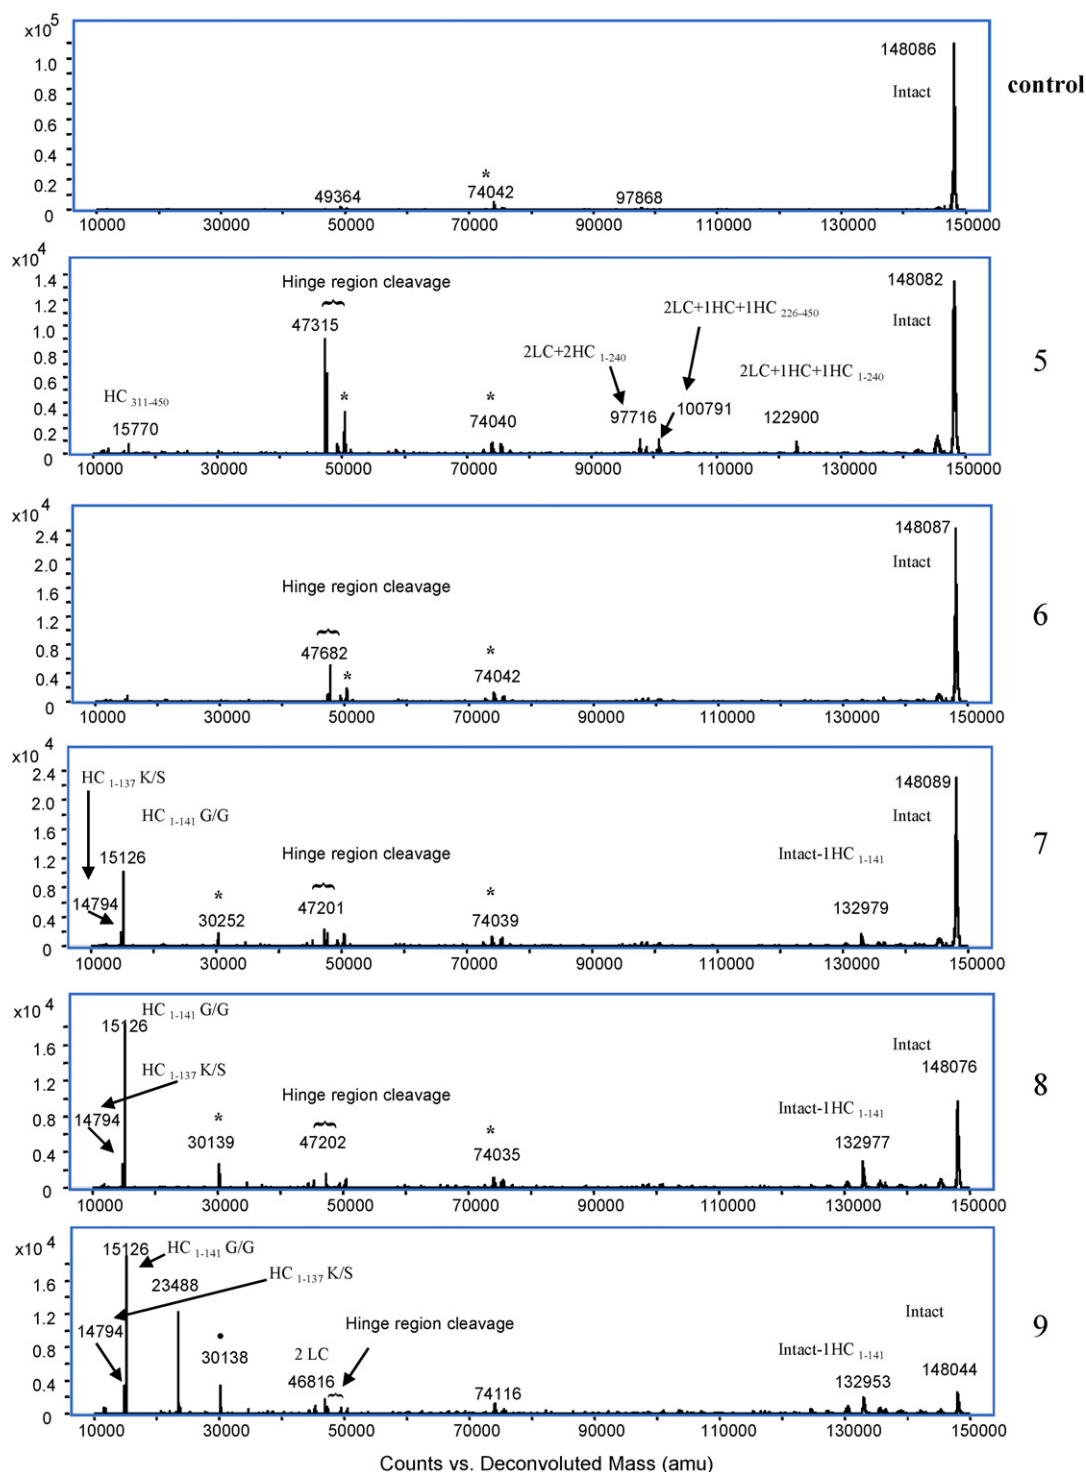 x10⁵
1.0
0.8
0.6
0.4
0.2
0
148086
Intact
control
*
49364
74042
97868
10000 30000 50000 70000 90000 110000 130000 150000
x10⁴
1.4
1.2
1.0
0.8
0.6
0.4
0.2
0
Hinge region cleavage
47315
HC 311-450
15770
*
*
74040
2LC+2HC 1-240
97716
2LC+1HC+1HC 226-450
100791
2LC+1HC+1HC 1-240
122900
148082
Intact
5
10000 30000 50000 70000 90000 110000 130000 150000
x10⁴
2.4
2.0
1.6
1.2
0.8
0.4
0
Hinge region cleavage
47682
*
*
74042
148087
Intact
6
10000 30000 50000 70000 90000 110000 130000 150000
x10 4
2.4
2.0
1.6
1.2
0.8
0.4
0
HC 1-137 K/S
HC 1-141 G/G
15126
14794
*
30252
Hinge region cleavage
47201
*
74039
Intact-1HC 1-141
132979
148089
Intact
7
10000 30000 50000 70000 90000 110000 130000 150000
x10⁴
1.6
1.2
0.8
0.4
0
HC 1-141 G/G
15126
HC 1-137 K/S
14794
*
30139
Hinge region cleavage
47202
*
74035
Intact-1HC 1-141
132977
Intact
148076
8
10000 30000 50000 70000 90000 110000 130000 150000
x10⁴
1.6
1.2
0.8
0.4
0
15126
HC 1-141 G/G
23488
HC 1-137 K/S
14794
•
30138
2 LC
46816
Hinge region cleavage
74116
Intact-1HC 1-141
132953
Intact
148044
9
10000 30000 50000 70000 90000 110000 130000 150000
Counts vs. Deconvoluted Mass (amu)